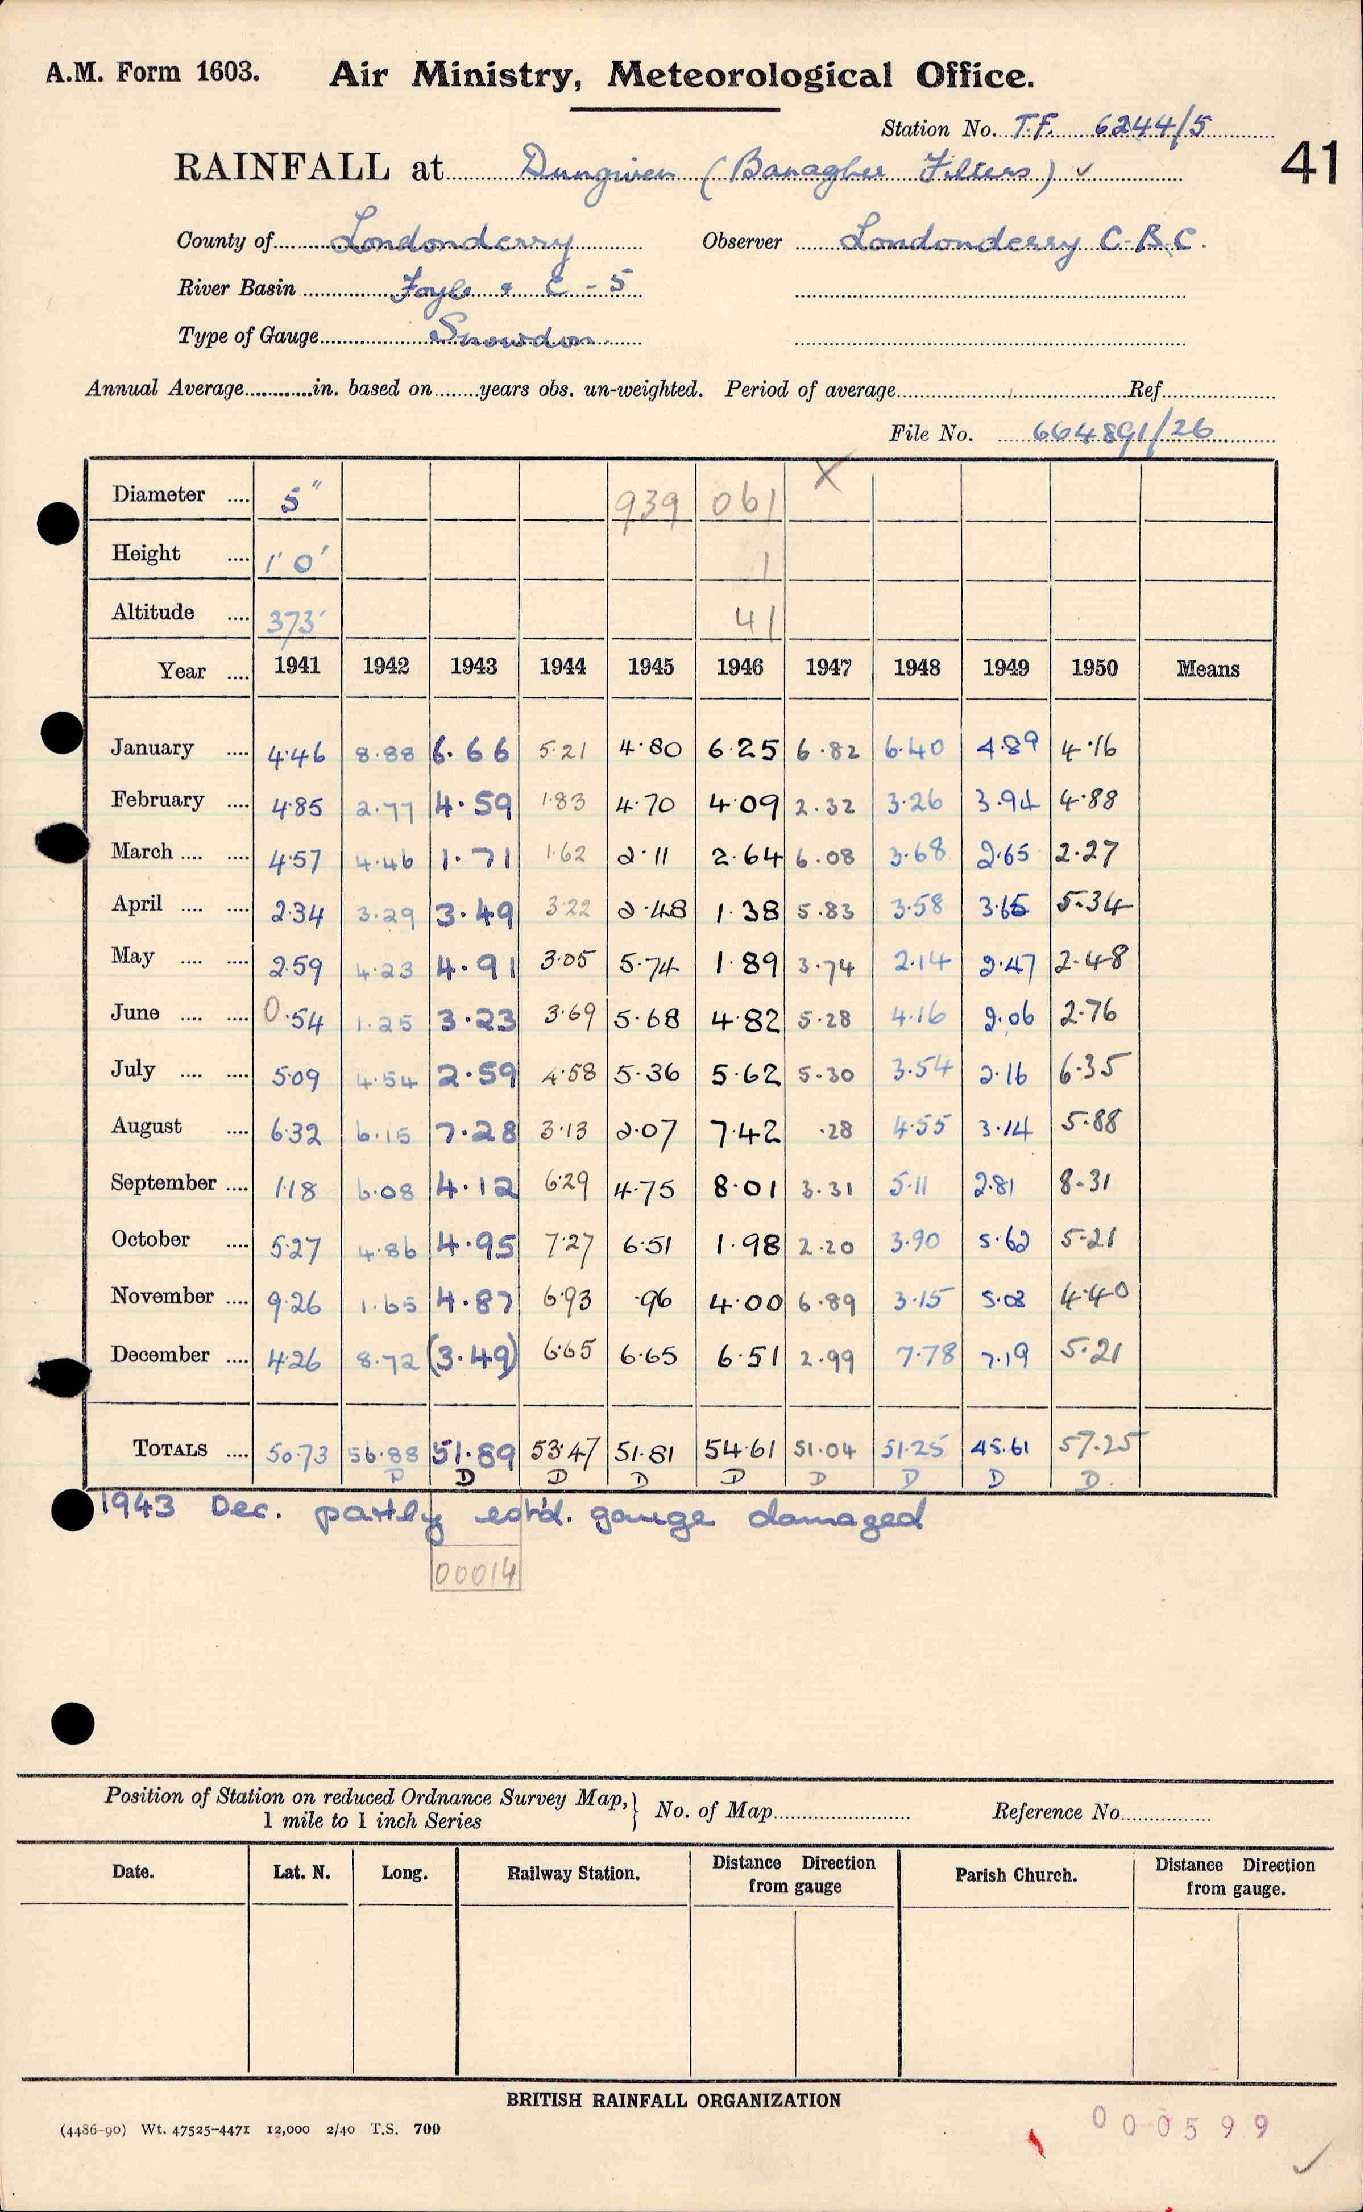 A.M. Form 1603. Air Ministry, Meteorological Office.
Station No. T.F. 6244/5
41
RAINFALL at Dungiven (Banagher Filters) ✓
County of Londonderry Observer Londonderry C.B.C.
River Basin Foyle & C - 5
Type of Gauge Snowdon
Annual Average in. based on years obs. un-weighted. Period of average Ref.
File No. 664891/26
Diameter .... 5" 939 061 X
Height .... 1' 0' 1
Altitude .... 373' 41
Year .... 1941 1942 1943 1944 1945 1946 1947 1948 1949 1950 Means
January .... 4.46 8.88 6.66 5.21 4.80 6.25 6.82 6.40 4.89 4.16
February .... 4.85 2.77 4.59 1.83 4.70 4.09 2.32 3.26 3.94 4.88
March .... .... 4.57 4.46 1.71 1.62 2.11 2.64 6.08 3.68 2.65 2.27
April .... .... 2.34 3.29 3.49 3.22 2.48 1.38 5.83 3.58 3.65 5.34
May .... .... 2.59 4.23 4.91 3.05 5.74 1.89 3.74 2.14 2.47 2.48
June .... .... 0.54 1.25 3.23 3.69 5.68 4.82 5.28 4.16 2.06 2.76
July .... .... 5.09 4.54 2.59 4.58 5.36 5.62 5.30 3.54 2.16 6.35
August .... 6.32 6.15 7.28 3.13 2.07 7.42 .28 4.55 3.14 5.88
September .... 1.18 6.08 4.12 6.29 4.75 8.01 3.31 5.11 2.81 8.31
October .... 5.27 4.86 4.95 7.27 6.51 1.98 2.20 3.90 5.62 5.21
November .... 9.26 1.65 4.87 6.93 .96 4.00 6.89 3.15 5.03 4.40
December .... 4.26 8.72 (3.49) 6.65 6.65 6.51 2.99 7.78 7.19 5.21
TOTALS .... 50.73 56.88 51.89 53.47 51.81 54.61 51.04 51.25 45.61 57.25
D D D D D D D D D.
1943 Dec. partly est'd. gauge damaged
00014
Position of Station on reduced Ordnance Survey Map, } No. of Map Reference No.
1 mile to 1 inch Series
Date. Lat. N. Long. Railway Station. Distance Direction from gauge Parish Church. Distance Direction from gauge.
BRITISH RAINFALL ORGANIZATION
(4486-90) Wt. 47525-4471 12,000 2/40 T.S. 700
000599
✓